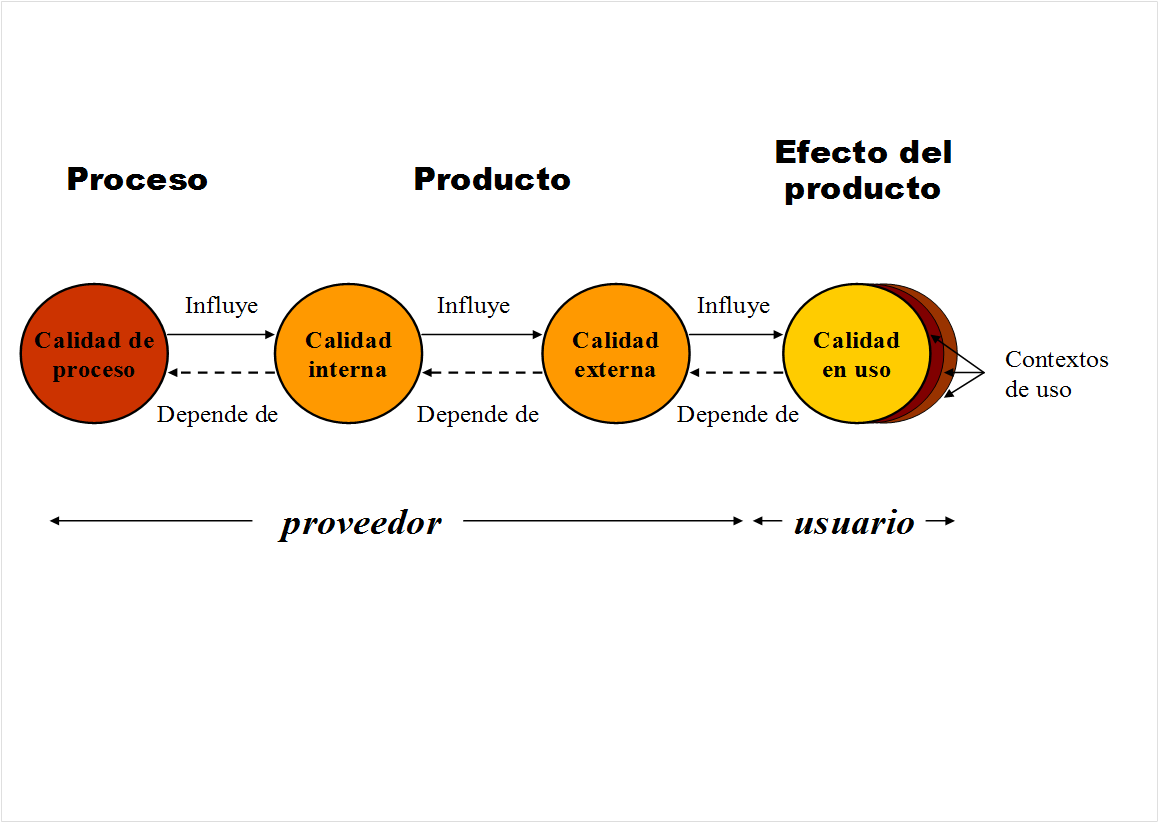 Proceso
Producto
Efecto del
producto
Influye
Influye
Influye
Calidad de
proceso
Calidad
interna
Calidad
externa
Calidad
en uso
Contextos
de uso
Depende de
Depende de
Depende de
proveedor
usuario